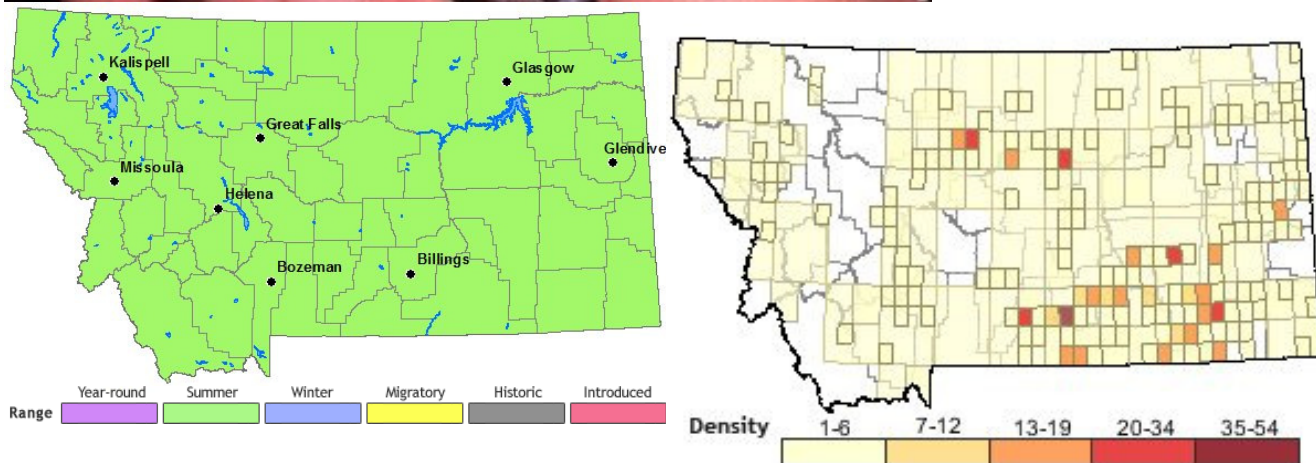 Kalispell
Glasgow
Great Falls
Glendive
Missoula
Helena
Bozeman
Billings
Year-round Summer Winter Migratory Historic Introduced
Range
Density 1-6 7-12 13-19 20-34 35-54